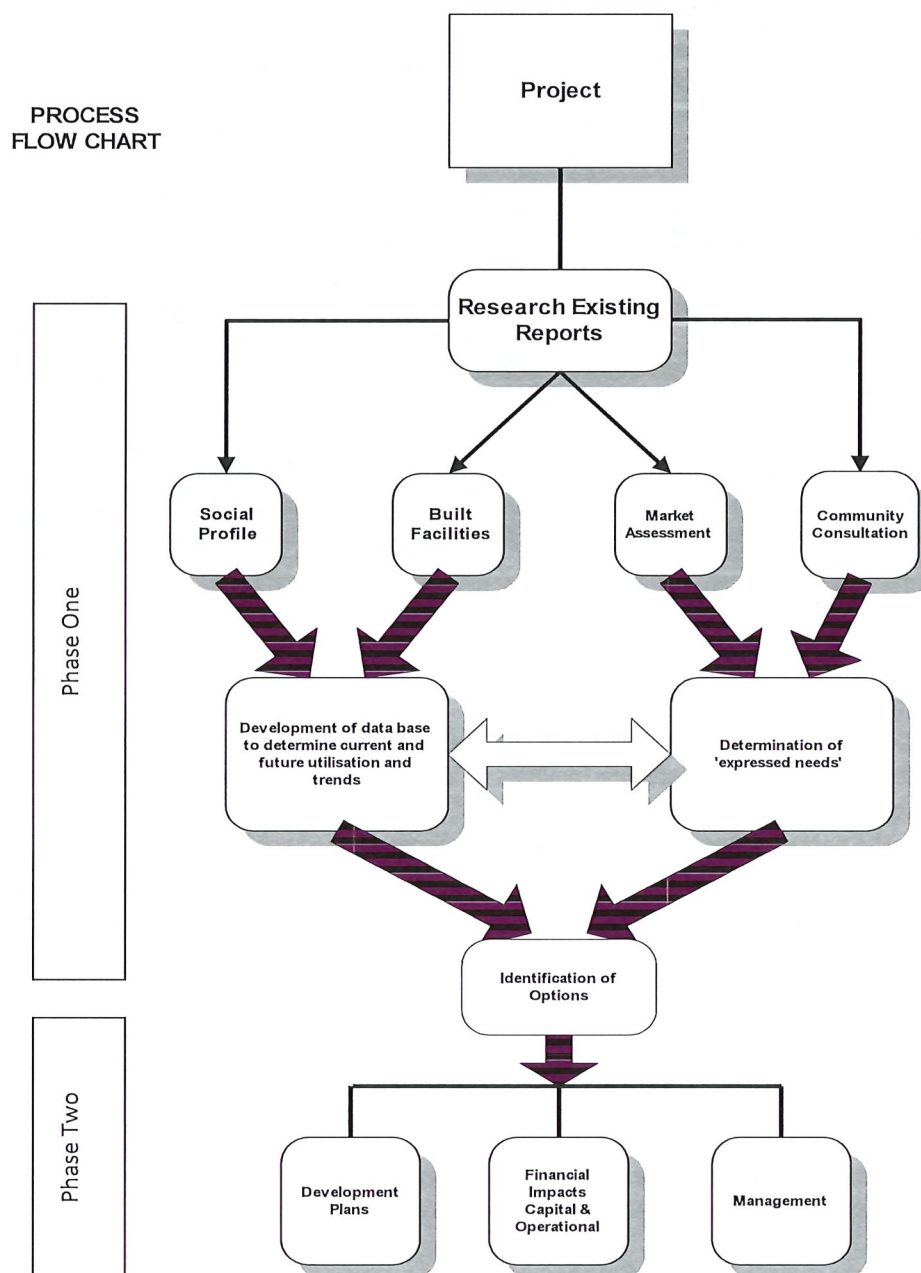 PROCESS
FLOW CHART
Project
Research Existing
Reports
Social
Profile
Built
Facilities
Market
Assessment
Community
Consultation
Phase One
Development of data base
to determine current and
future utilisation and
trends
Determination of
'expressed needs'
Identification of
Options
Phase Two
Development
Plans
Financial
Impacts
Capital &
Operational
Management